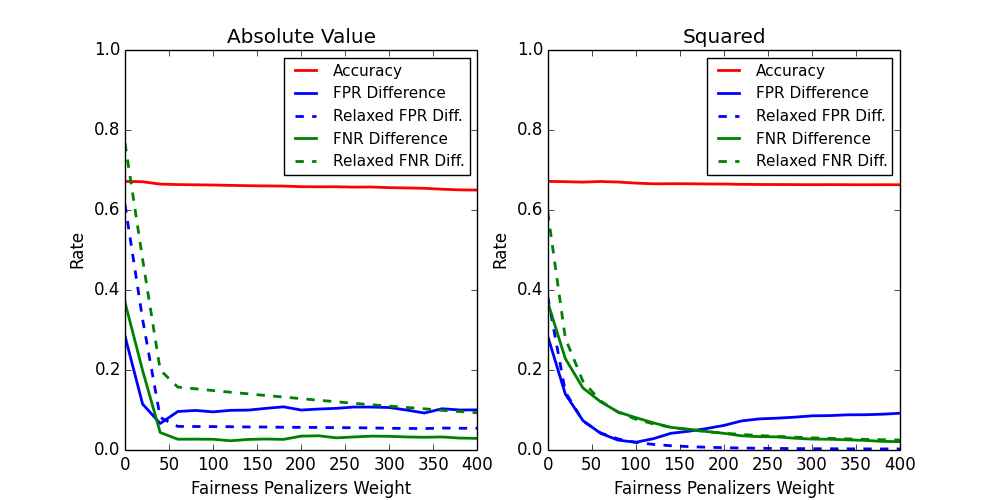 Absolute Value
1.0
0.8
0.6
0.4
0.2
0.0
Rate
Accuracy
FPR Difference
Relaxed FPR Diff.
FNR Difference
Relaxed FNR Diff.
0 50 100 150 200 250 300 350 400
Fairness Penalizers Weight
Squared
1.0
0.8
0.6
0.4
0.2
0.0
Rate
Accuracy
FPR Difference
Relaxed FPR Diff.
FNR Difference
Relaxed FNR Diff.
0 50 100 150 200 250 300 350 400
Fairness Penalizers Weight